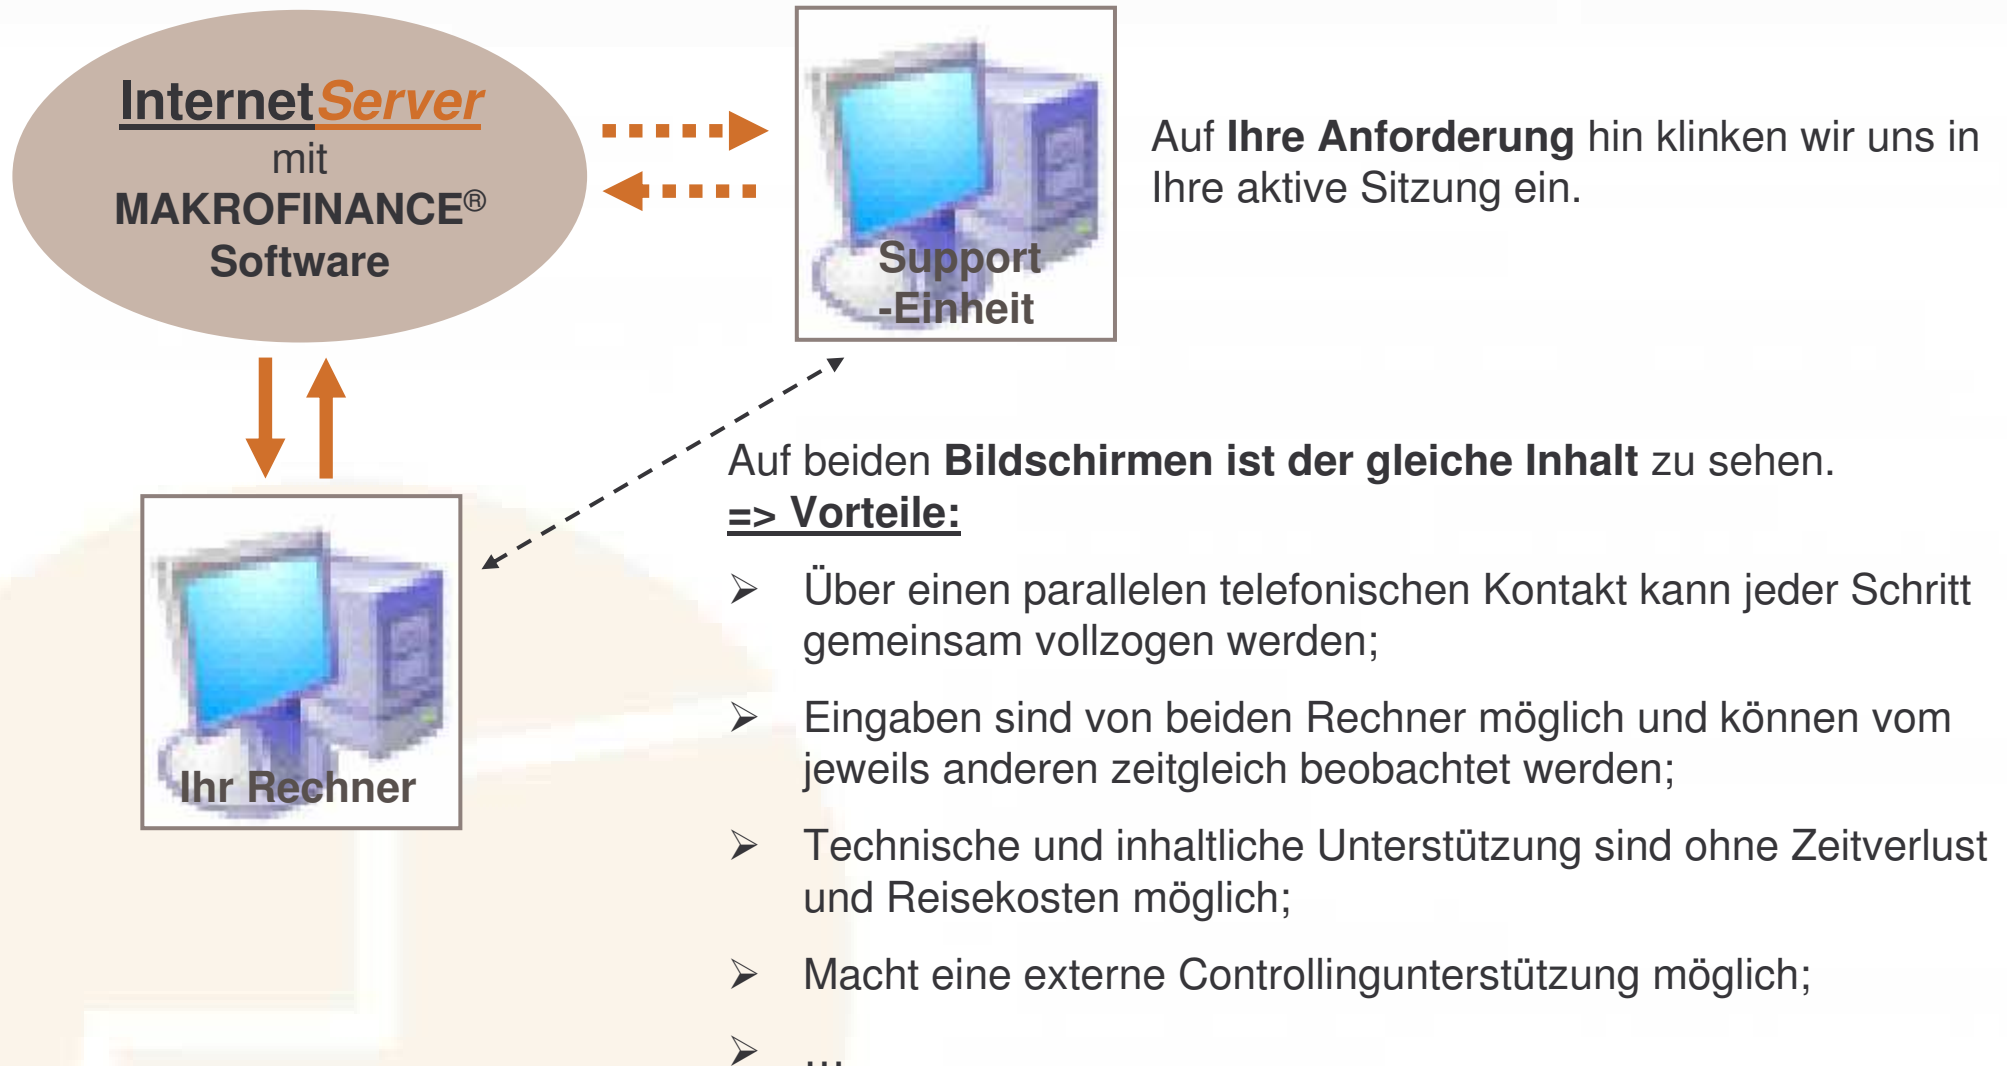 InternetServer
mit
MAKROFINANCE®
Software
Support
-Einheit
Auf Ihre Anforderung hin klinken wir uns in
Ihre aktive Sitzung ein.
Ihr Rechner
Auf beiden Bildschirmen ist der gleiche Inhalt zu sehen.
=> Vorteile:
➢ Über einen parallelen telefonischen Kontakt kann jeder Schritt
gemeinsam vollzogen werden;
➢ Eingaben sind von beiden Rechner möglich und können vom
jeweils anderen zeitgleich beobachtet werden;
➢ Technische und inhaltliche Unterstützung sind ohne Zeitverlust
und Reisekosten möglich;
➢ Macht eine externe Controllingunterstützung möglich;
➢ …